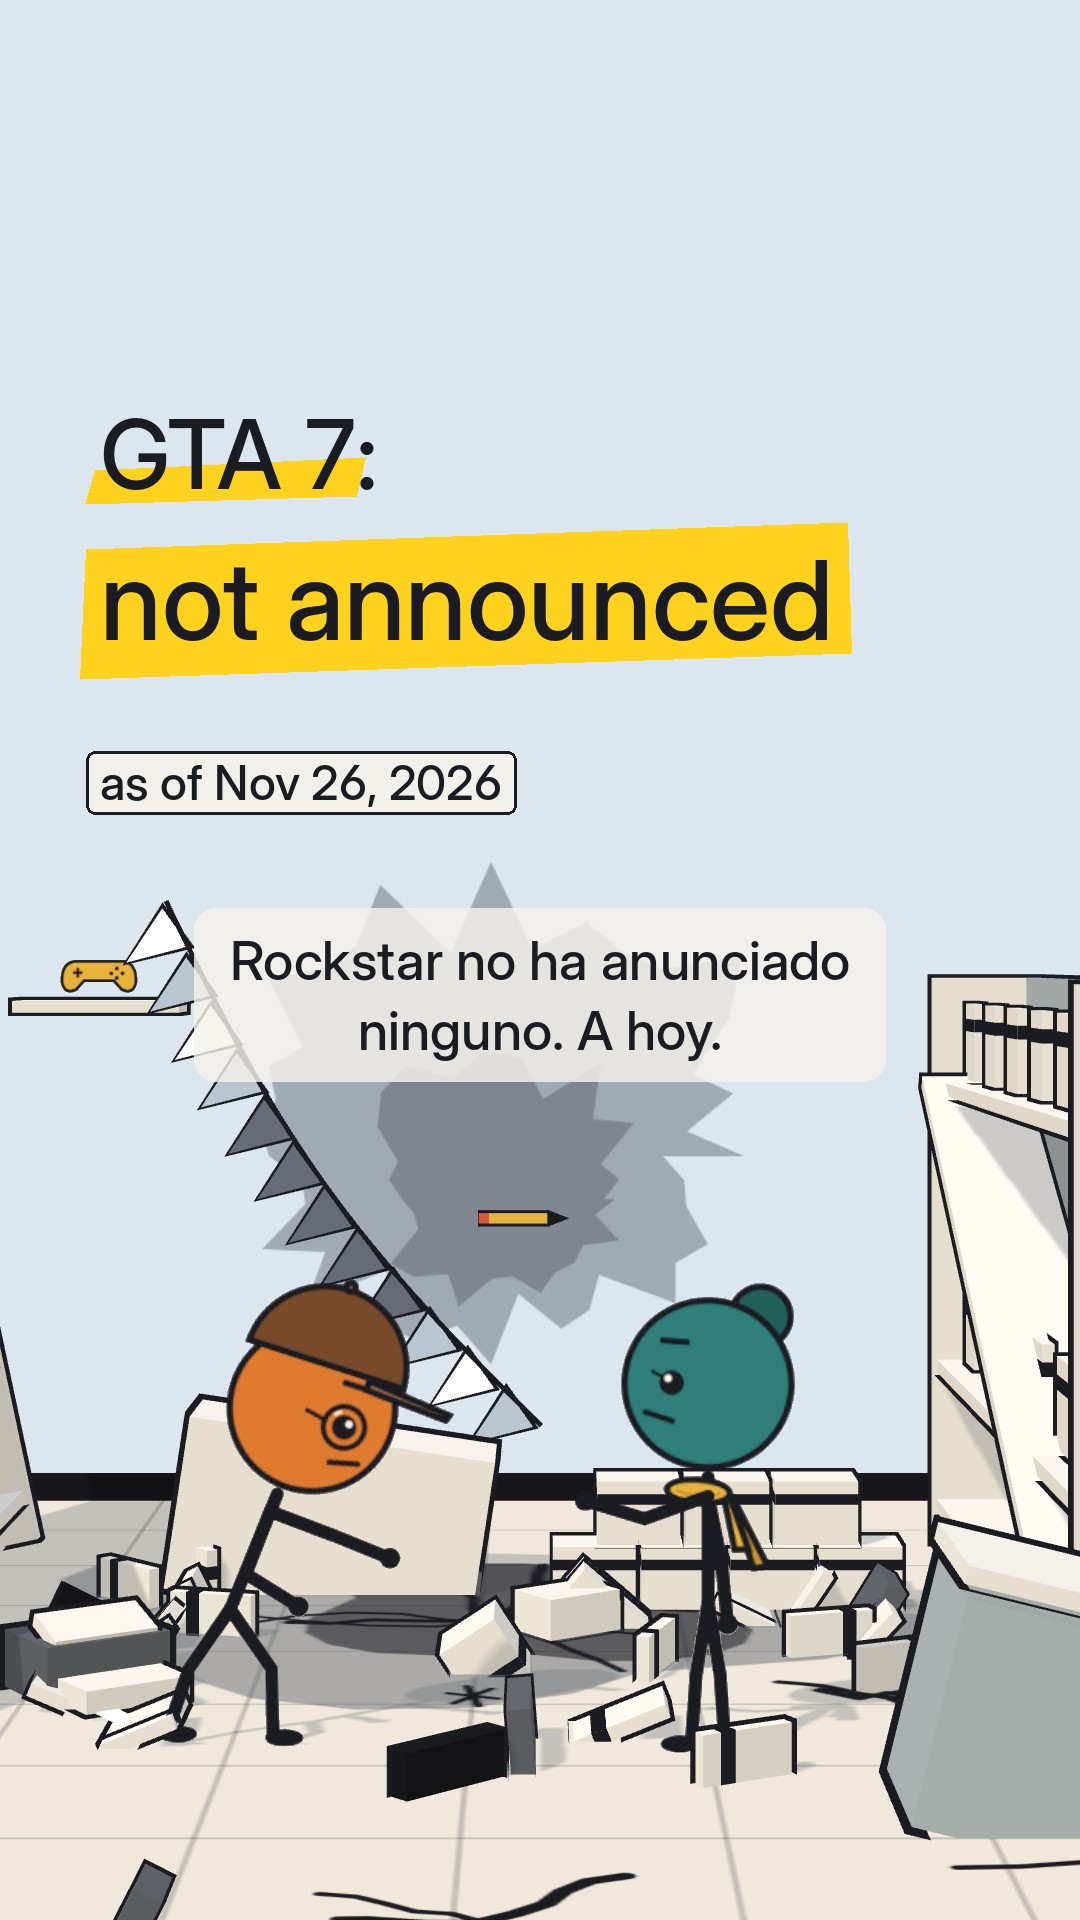 GTA 7:
not announced
as of Nov 26, 2026
Rockstar no ha anunciado
ninguno. A hoy.